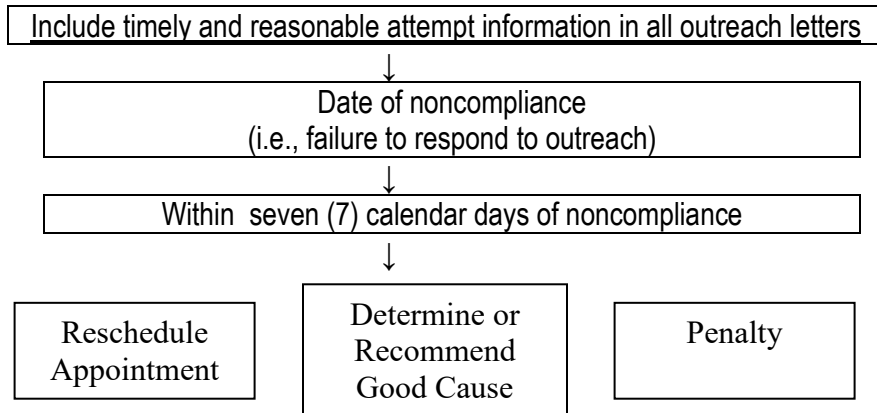 Include timely and reasonable attempt information in all outreach letters
↓
Date of noncompliance
(i.e., failure to respond to outreach)
↓
Within seven (7) calendar days of noncompliance
↓
Reschedule
Appointment
Determine or
Recommend
Good Cause
Penalty